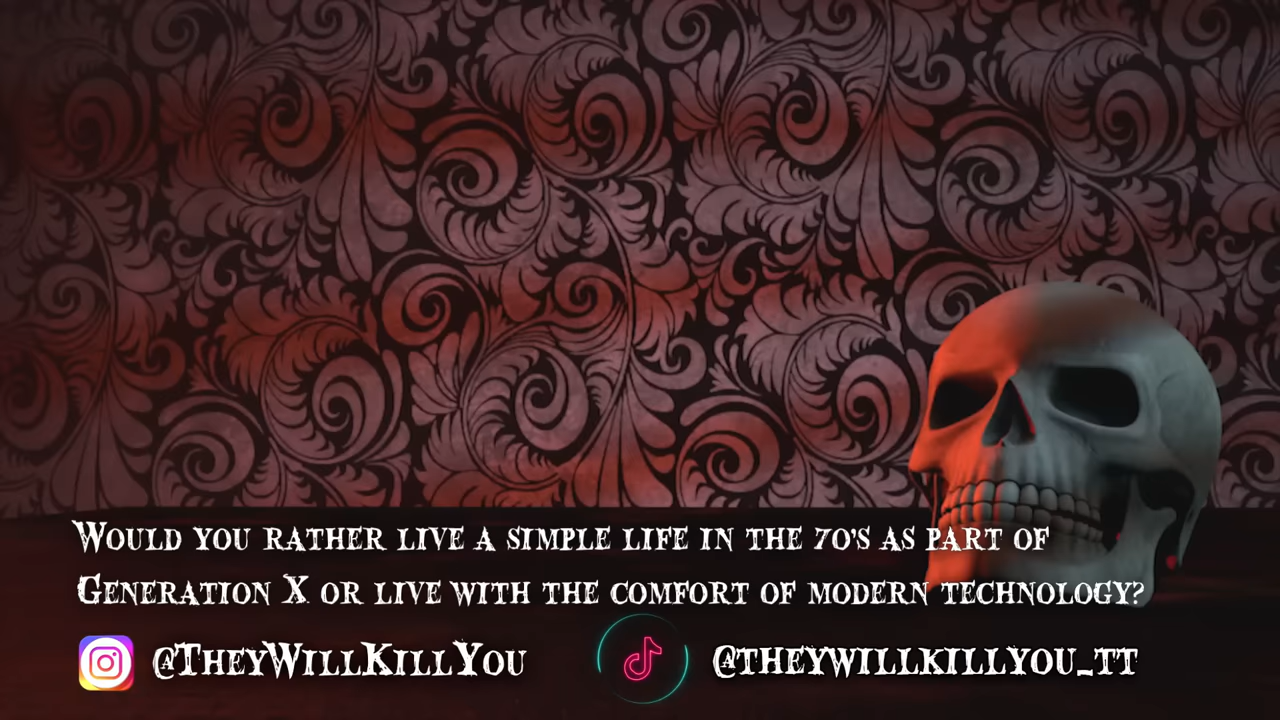 Would you rather live a simple life in the 70's as part of
Generation X or live with the comfort of modern technology?
@TheyWillKillYou
@theywillkillyou_tt